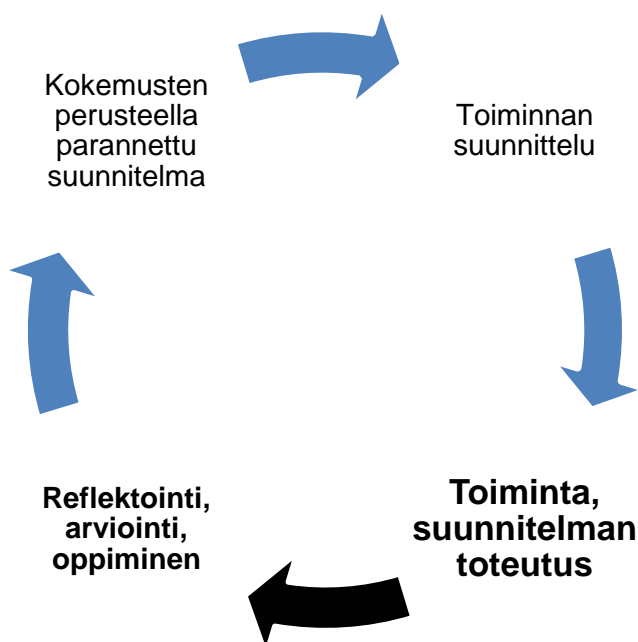 Kokemusten
perusteella
parannettu
suunnitelma
Toiminnan
suunnittelu
Reflektointi,
arviointi,
oppiminen
Toiminta,
suunnitelman
toteutus